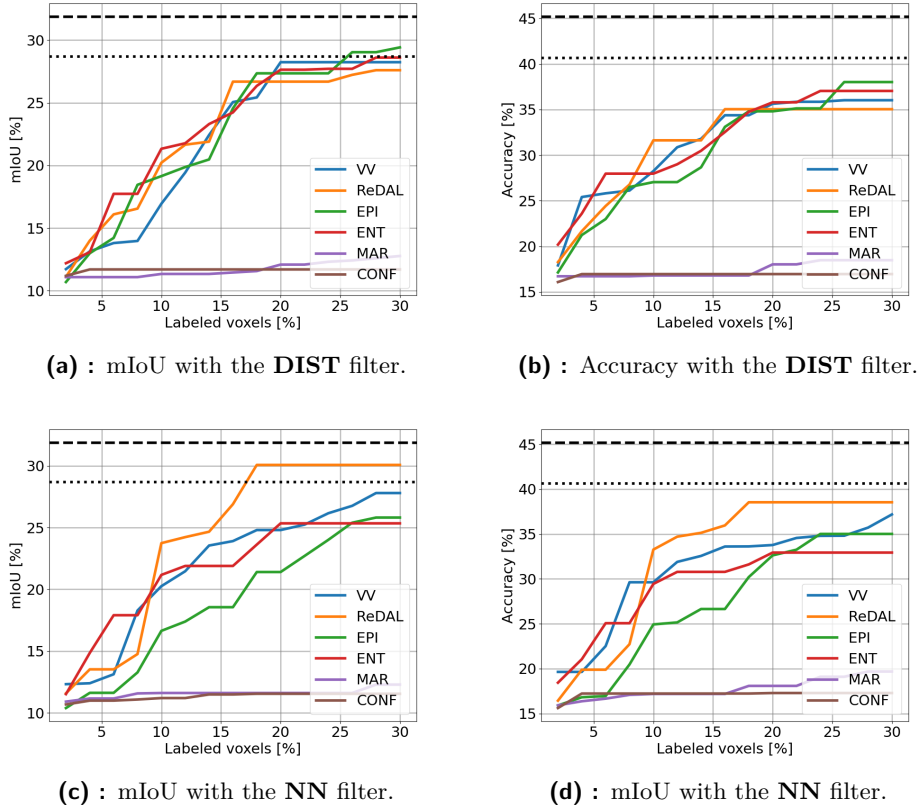 30
25
20
15
10
mIoU [%]
VV
ReDAL
EPI
ENT
MAR
CONF
5 10 15 20 25 30
Labeled voxels [%]
(a) : mIoU with the DIST filter.
45
40
35
30
25
20
15
Accuracy [%]
VV
ReDAL
EPI
ENT
MAR
CONF
5 10 15 20 25 30
Labeled voxels [%]
(b) : Accuracy with the DIST filter.
30
25
20
15
10
mIoU [%]
VV
ReDAL
EPI
ENT
MAR
CONF
5 10 15 20 25 30
Labeled voxels [%]
(c) : mIoU with the NN filter.
45
40
35
30
25
20
15
Accuracy [%]
VV
ReDAL
EPI
ENT
MAR
CONF
5 10 15 20 25 30
Labeled voxels [%]
(d) : mIoU with the NN filter.